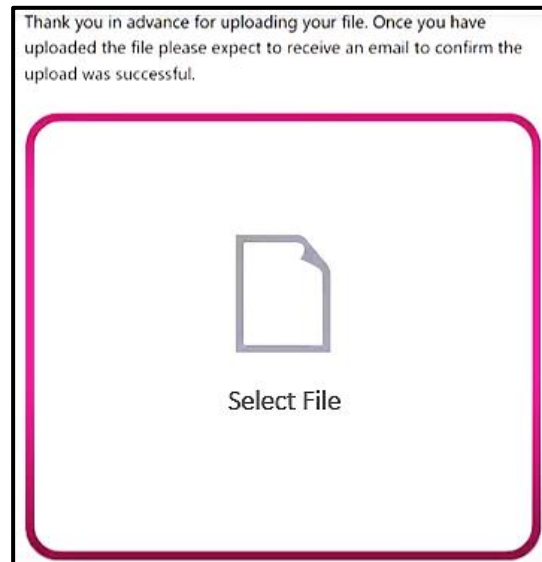 Thank you in advance for uploading your file. Once you have
uploaded the file please expect to receive an email to confirm the
upload was successful.
Select File